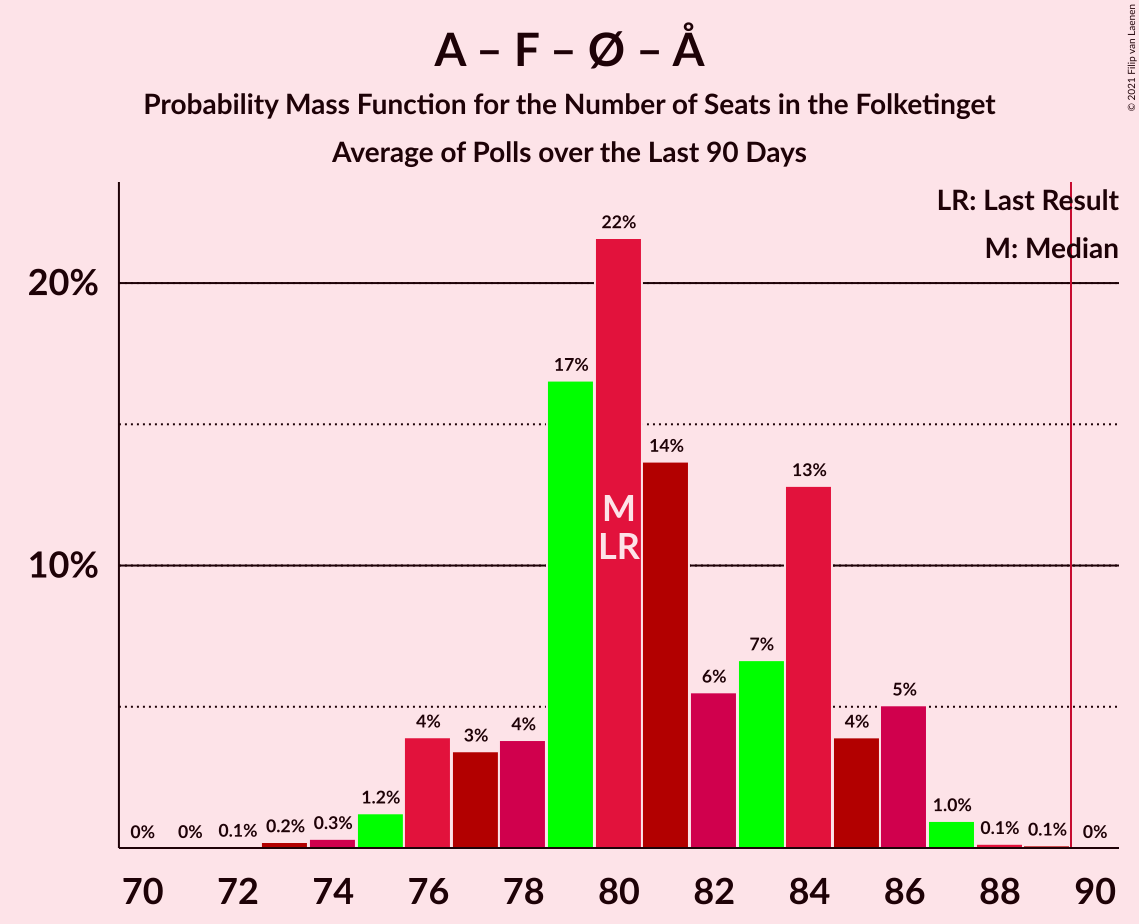 A – F – Ø – Å
Probability Mass Function for the Number of Seats in the Folketinget
Average of Polls over the Last 90 Days
© 2021 Filip van Laenen
LR: Last Result
M: Median
20%
10%
0%
0%
0.1%
0.2%
0.3%
1.2%
4%
3%
4%
17%
22%
14%
6%
7%
13%
4%
5%
1.0%
0.1%
0.1%
0%
M
LR
70 72 74 76 78 80 82 84 86 88 90